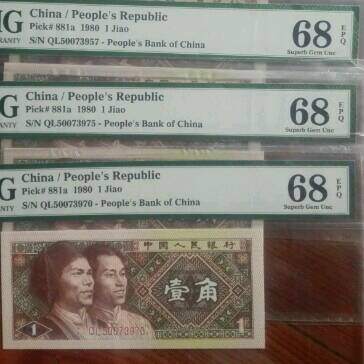 G
RANTY
China / People's Republic
Pick# 881a 1980 1 Jiao
S/N QL50073957 - People's Bank of China
68
EPQ
Superb Gem Unc
G
RANTY
China / People's Republic
Pick# 881a 1980 1 Jiao
S/N QL50073975 - People's Bank of China
68
EPQ
Superb Gem Unc
G
ANTY
China / People's Republic
Pick# 881a 1980 1 Jiao
S/N QL50073970 - People's Bank of China
68
EPQ
Superb Gem Unc
中国人民银行
壹角
QL50073970
1
1